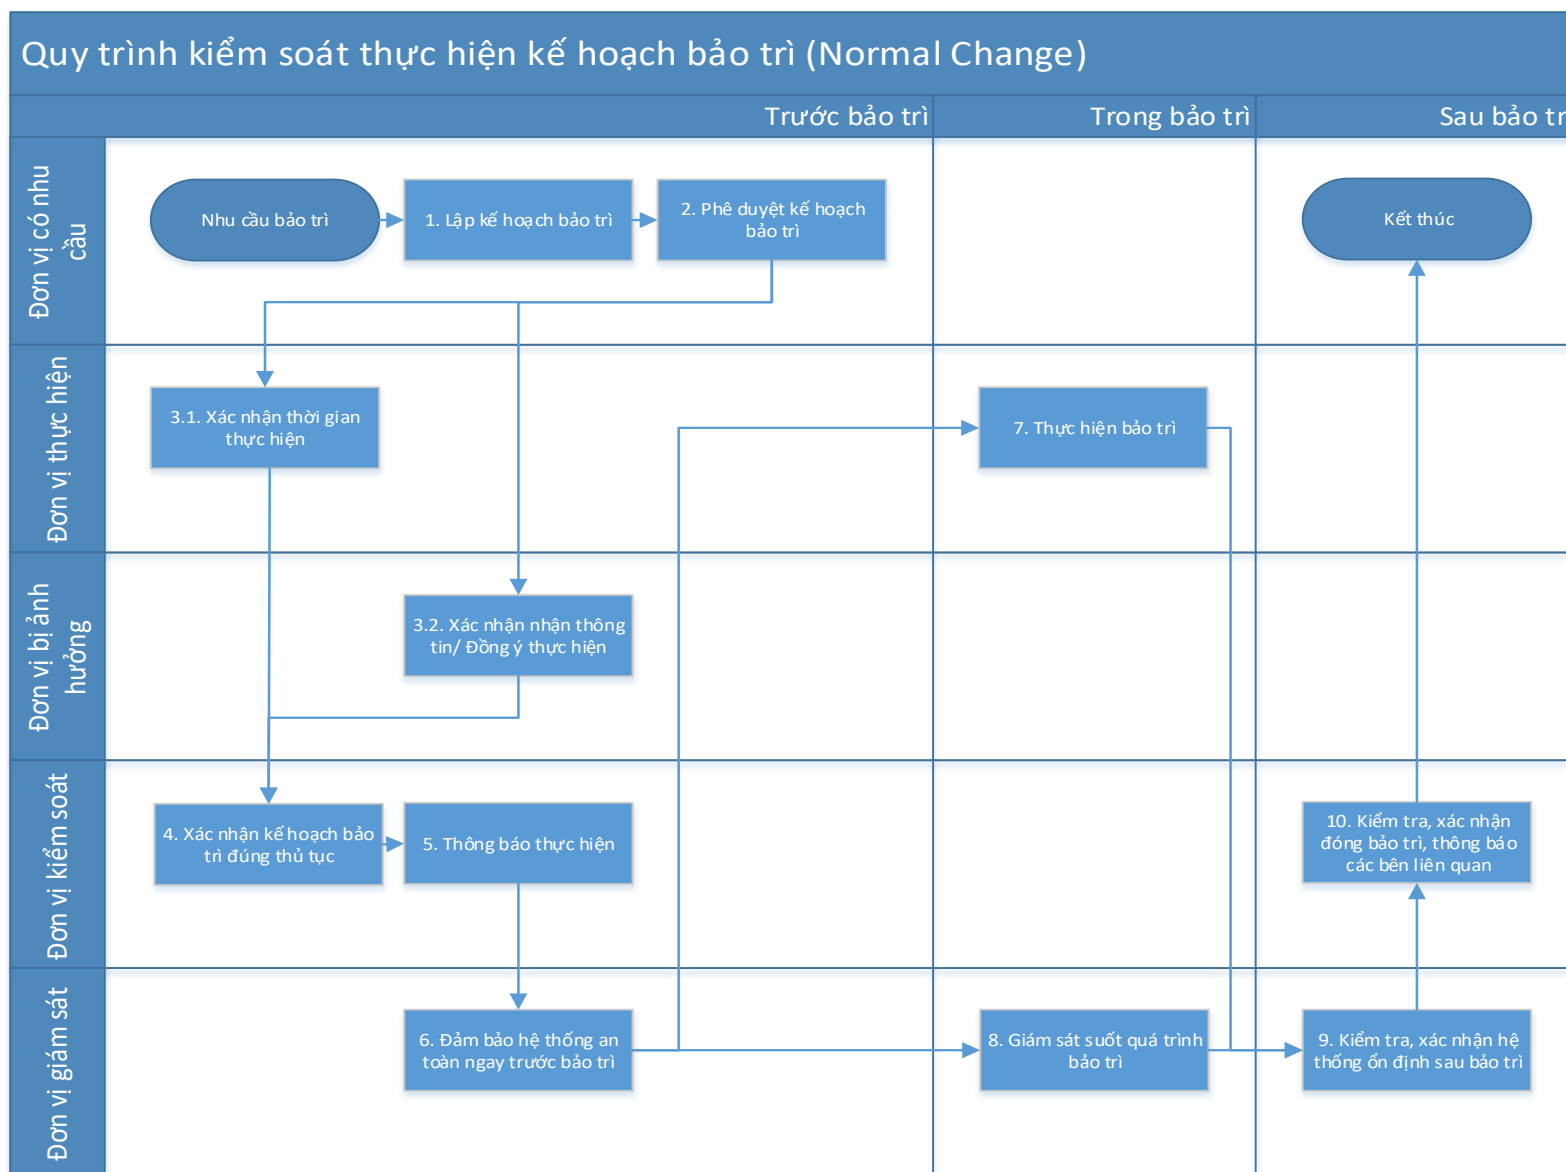 Quy trình kiểm soát thực hiện kế hoạch bảo trì (Normal Change)
Trước bảo trì
Trong bảo trì
Sau bảo trì
Đơn vị có nhu
cầu
Nhu cầu bảo trì
1. Lập kế hoạch bảo trì
2. Phê duyệt kế hoạch
bảo trì
Kết thúc
Đơn vị thực hiện
3.1. Xác nhận thời gian
thực hiện
7. Thực hiện bảo trì
Đơn vị bị ảnh
hưởng
3.2. Xác nhận nhận thông
tin/ Đồng ý thực hiện
Đơn vị kiểm soát
4. Xác nhận kế hoạch bảo
trì đúng thủ tục
5. Thông báo thực hiện
10. Kiểm tra, xác nhận
đóng bảo trì, thông báo
các bên liên quan
Đơn vị giám sát
6. Đảm bảo hệ thống an
toàn ngay trước bảo trì
8. Giám sát suốt quá trình
bảo trì
9. Kiểm tra, xác nhận hệ
thống ổn định sau bảo trì